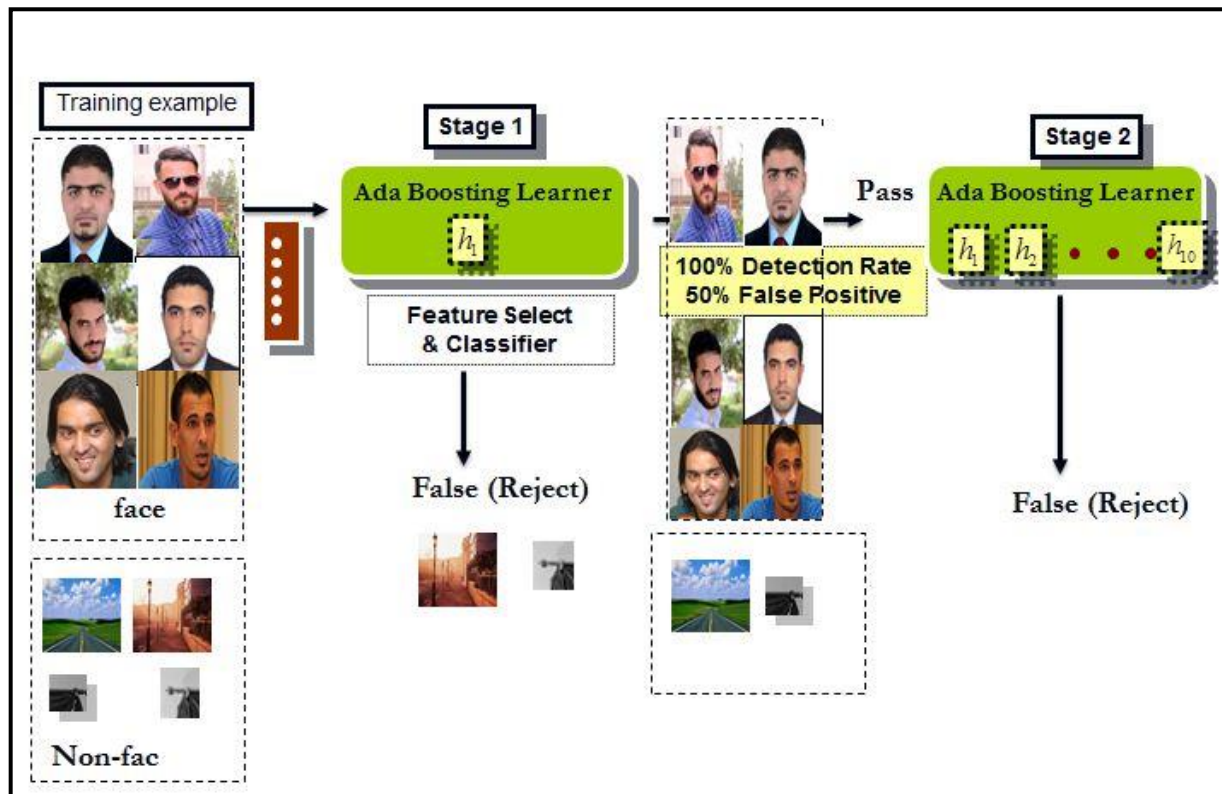 Training example
Stage 1
Stage 2
Ada Boosting Learner
h₁
Pass
Ada Boosting Learner
h₁ h₂ h₁₀
100% Detection Rate
50% False Positive
Feature Select
& Classifier
False (Reject)
face
False (Reject)
Non-fac